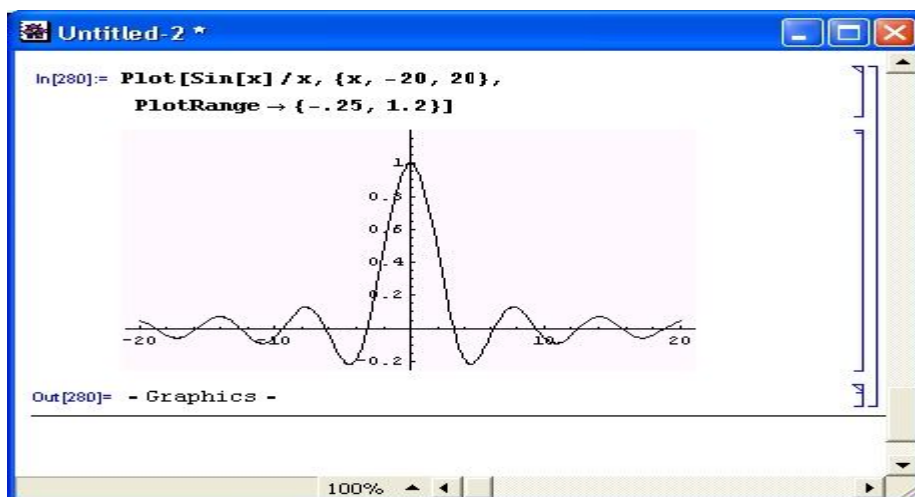 Untitled-2 *
In[280]:= Plot[Sin[x]/x, {x, -20, 20},
PlotRange → {-.25, 1.2}]
1
0.8
0.6
0.4
0.2
-20 -10 10 20
-0.2
Out[280]= - Graphics -
100%